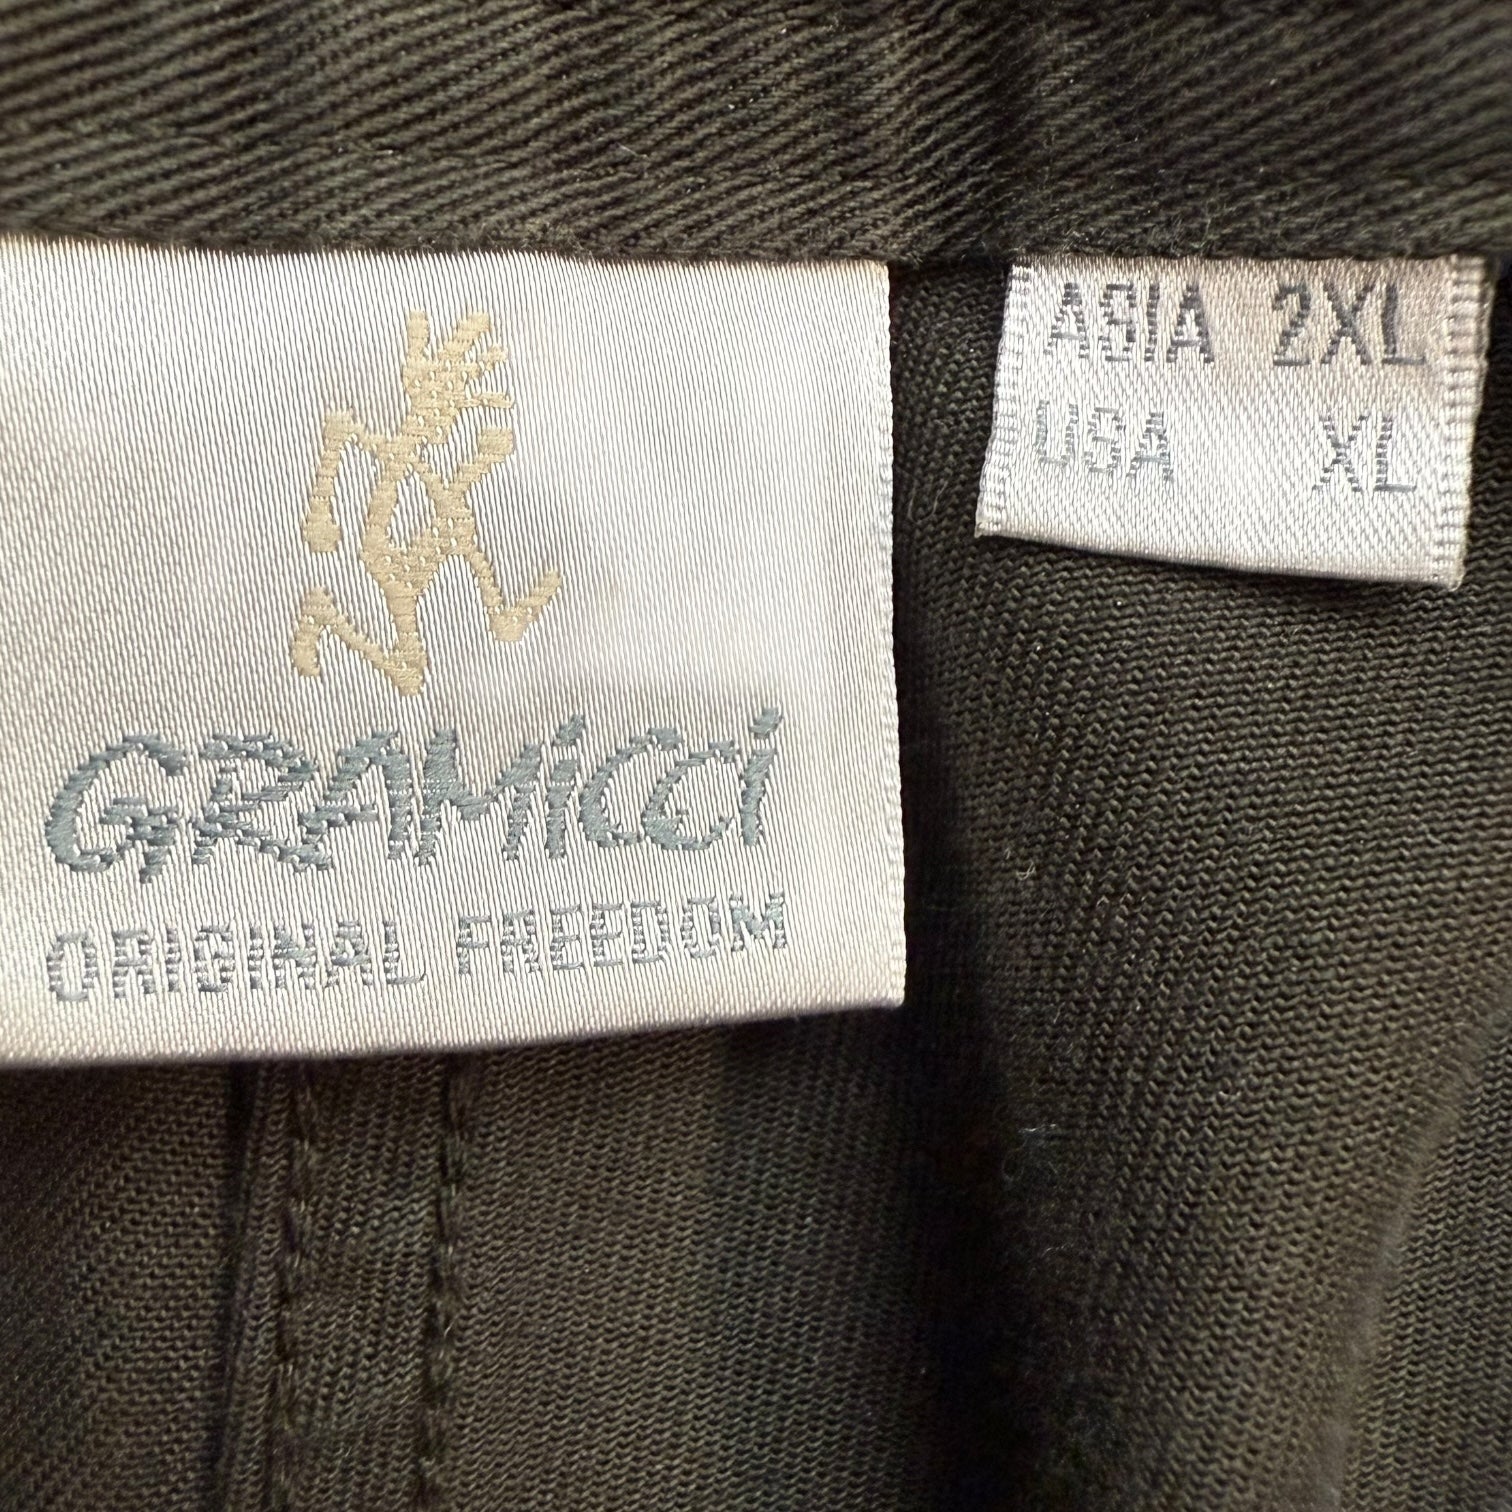 GRAMiCCi
ORIGINAL FREEDOM
ASIA 2XL
USA XL